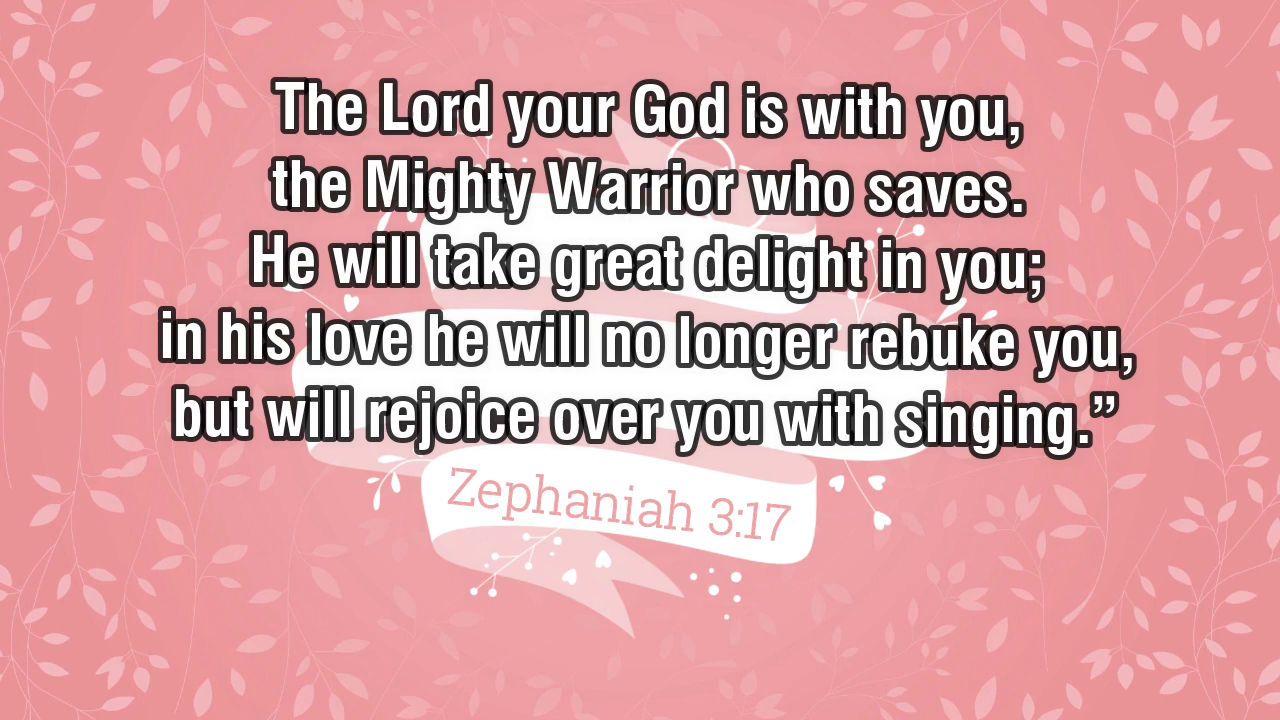 The Lord your God is with you,
the Mighty Warrior who saves.
He will take great delight in you;
in his love he will no longer rebuke you,
but will rejoice over you with singing.”
Zephaniah 3:17